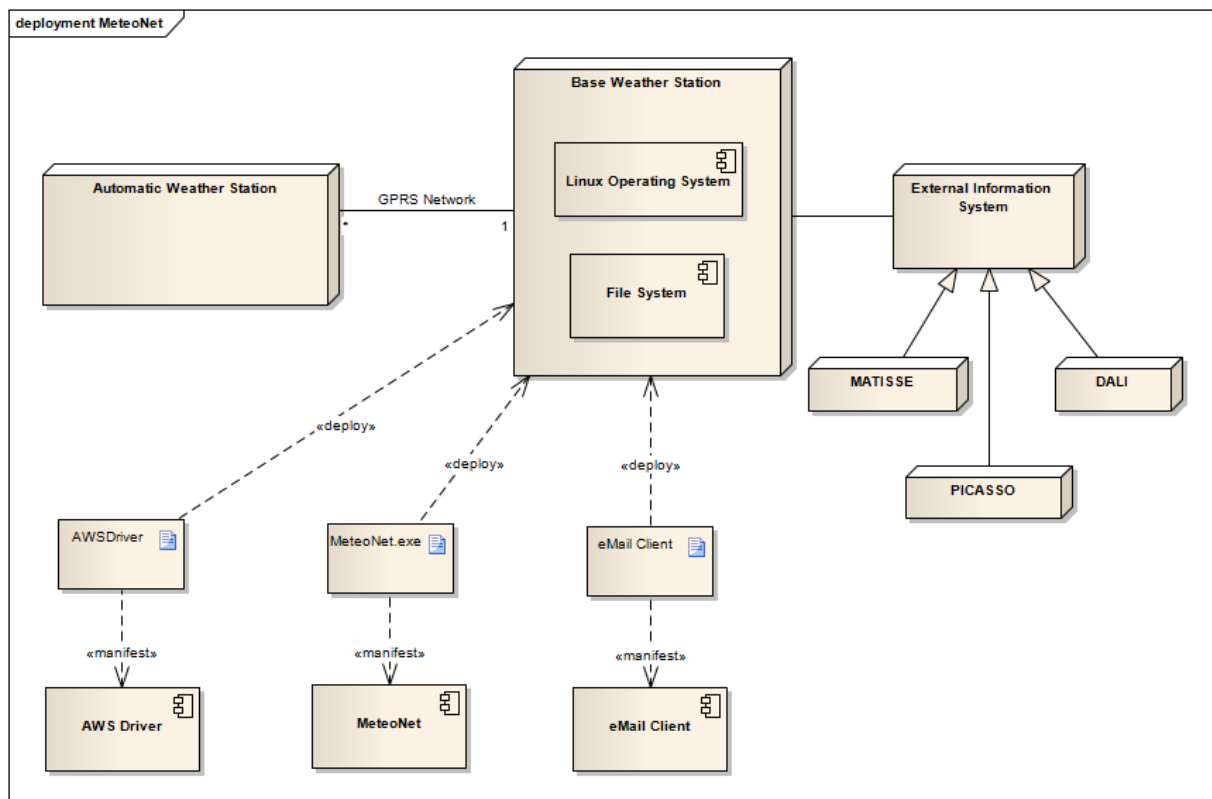 deployment MeteoNet
Base Weather Station
Linux Operating System
File System
Automatic Weather Station
GPRS Network
*
1
External Information
System
MATISSE
DALI
PICASSO
«deploy»
«deploy»
«deploy»
AWSDriver
MeteoNet.exe
eMail Client
«manifest»
«manifest»
«manifest»
AWS Driver
MeteoNet
eMail Client